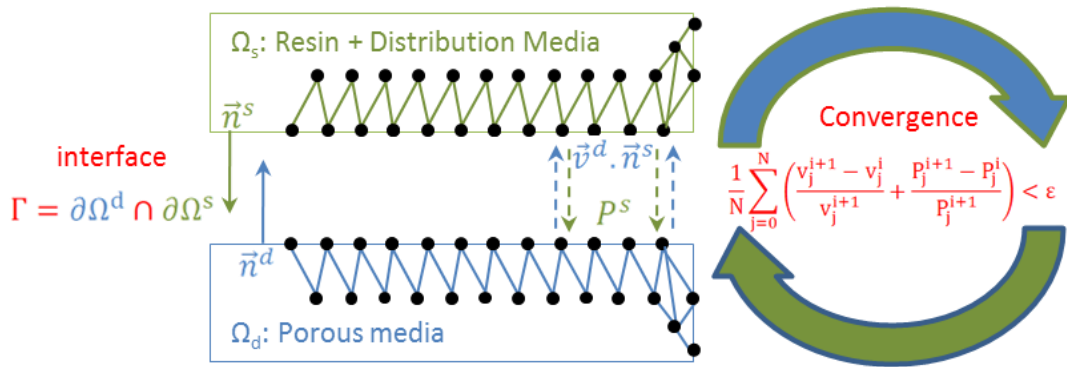 Ωs: Resin + Distribution Media
n⃗ˢ
interface
Γ = ∂Ωᵈ ∩ ∂Ωˢ
n⃗ᵈ
v⃗ᵈ. n⃗ˢ
Pˢ
Ωd: Porous media
Convergence
1/N ∑_{j=0}^{N} ( (v_j^{i+1} − v_j^{i}) / v_j^{i+1} + (P_j^{i+1} − P_j^{i}) / P_j^{i+1} ) < ε